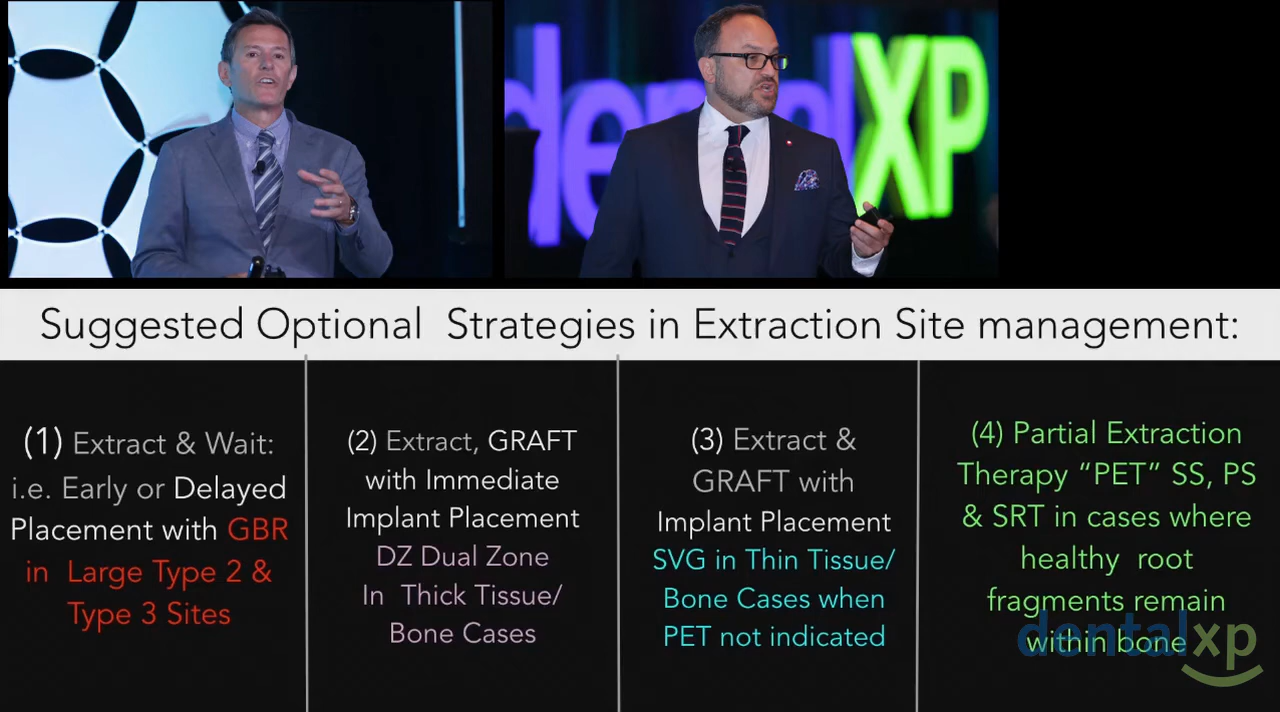 dentalXP
Suggested Optional Strategies in Extraction Site management:
(1) Extract & Wait:
i.e. Early or Delayed
Placement with GBR
in Large Type 2 &
Type 3 Sites
(2) Extract, GRAFT
with Immediate
Implant Placement
DZ Dual Zone
In Thick Tissue/
Bone Cases
(3) Extract &
GRAFT with
Implant Placement
SVG in Thin Tissue/
Bone Cases when
PET not indicated
(4) Partial Extraction
Therapy “PET” SS, PS
& SRT in cases where
healthy root
fragments remain
within bone
dentalxp